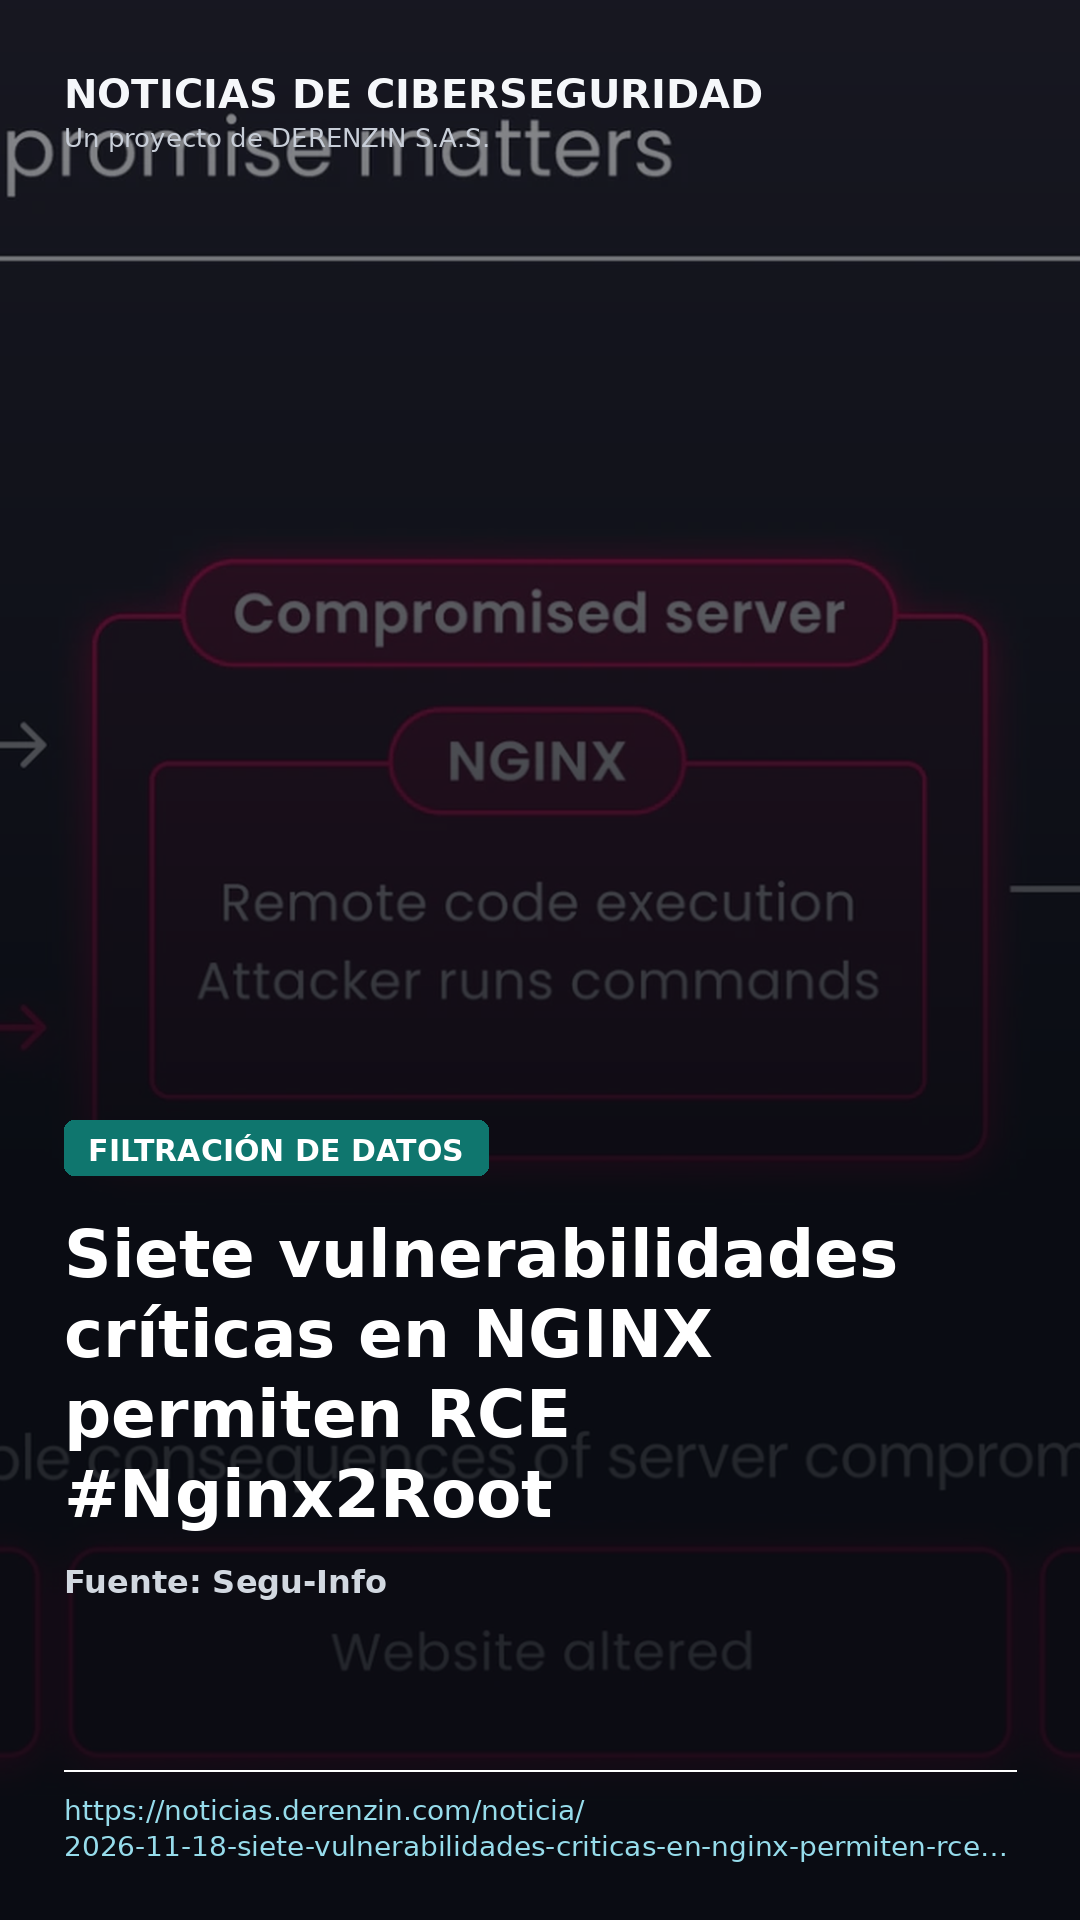 NOTICIAS DE CIBERSEGURIDAD
Un proyecto de DERENZIN S.A.S.
promise matters
Compromised server
NGINX
Remote code execution
Attacker runs commands
FILTRACIÓN DE DATOS
Siete vulnerabilidades
críticas en NGINX
permiten RCE
#Nginx2Root
ble consequences of server comprom
Fuente: Segu-Info
Website altered
https://noticias.derenzin.com/noticia/
2026-11-18-siete-vulnerabilidades-criticas-en-nginx-permiten-rce...